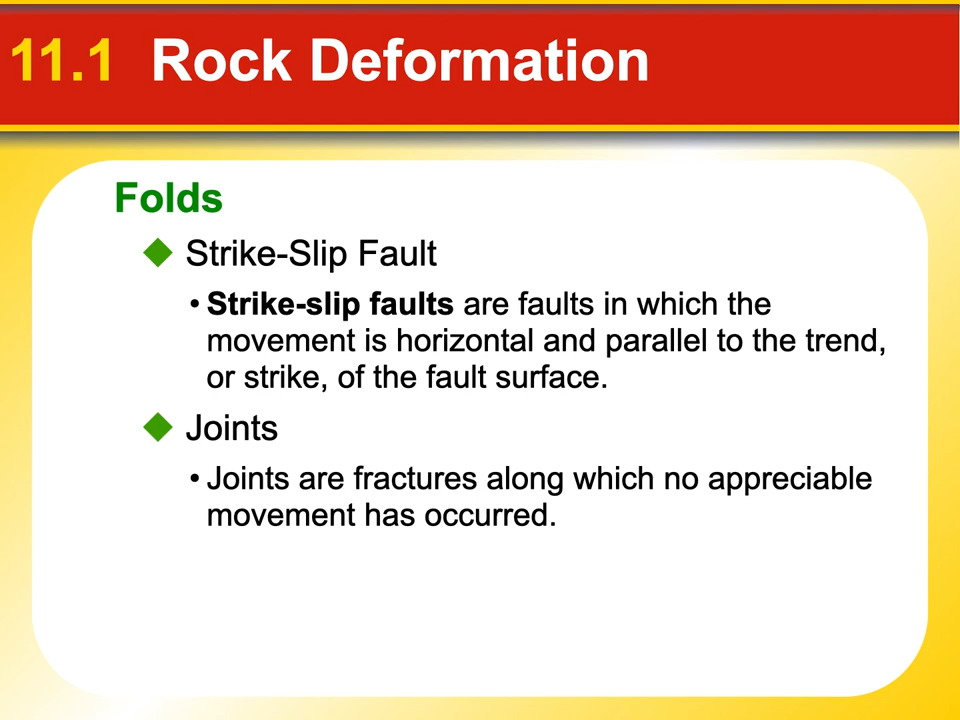 11.1 Rock Deformation
Folds
Strike-Slip Fault
• Strike-slip faults are faults in which the
movement is horizontal and parallel to the trend,
or strike, of the fault surface.
Joints
• Joints are fractures along which no appreciable
movement has occurred.